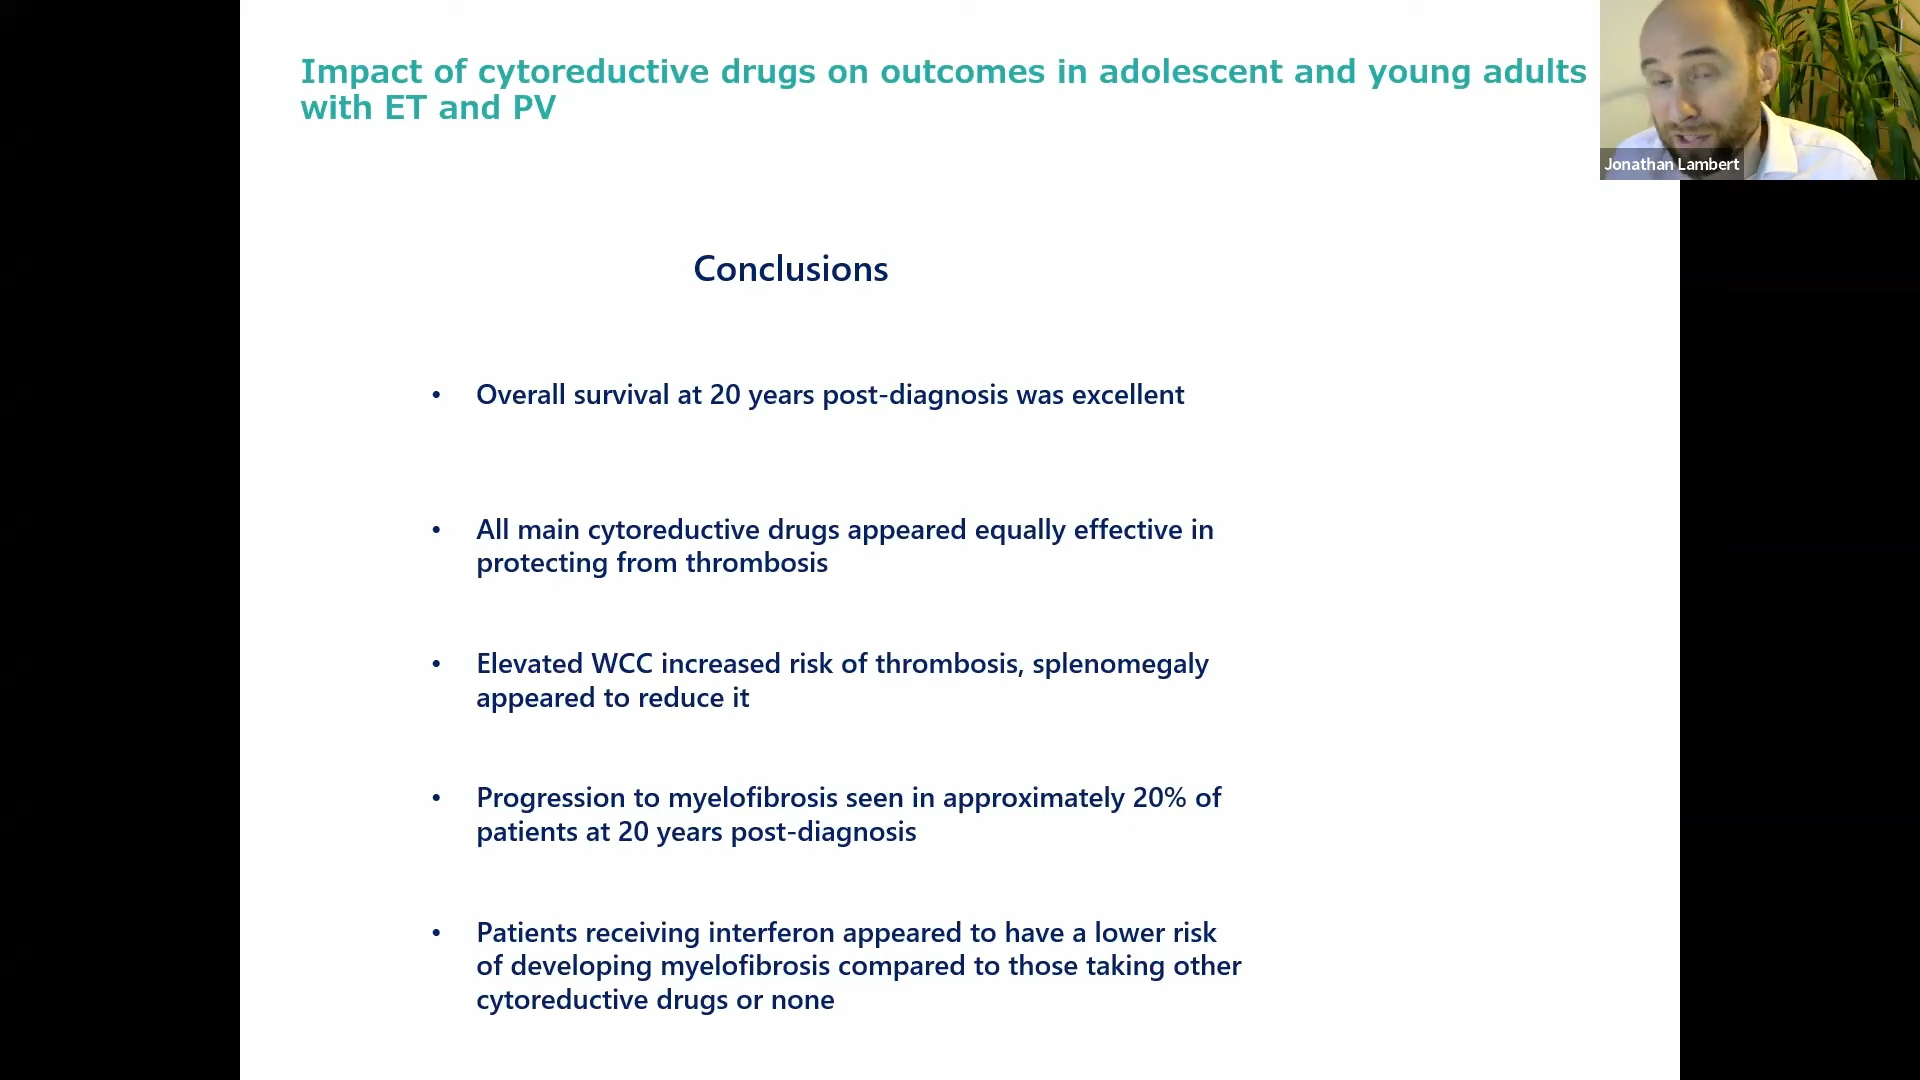 Impact of cytoreductive drugs on outcomes in adolescent and young adults
with ET and PV
Jonathan Lambert
Conclusions
• Overall survival at 20 years post-diagnosis was excellent
• All main cytoreductive drugs appeared equally effective in
protecting from thrombosis
• Elevated WCC increased risk of thrombosis, splenomegaly
appeared to reduce it
• Progression to myelofibrosis seen in approximately 20% of
patients at 20 years post-diagnosis
• Patients receiving interferon appeared to have a lower risk
of developing myelofibrosis compared to those taking other
cytoreductive drugs or none